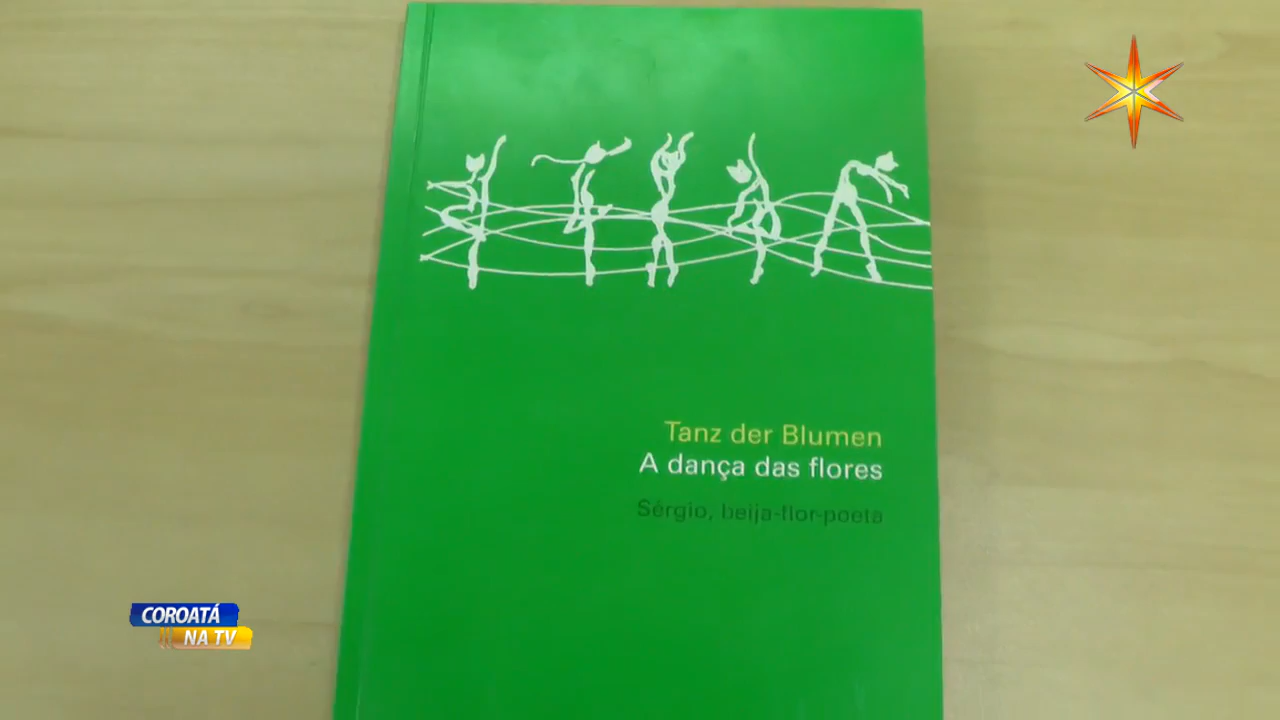 Tanz der Blumen
A dança das flores
Sérgio, beija-flor-poeta
COROATÁ
NA TV